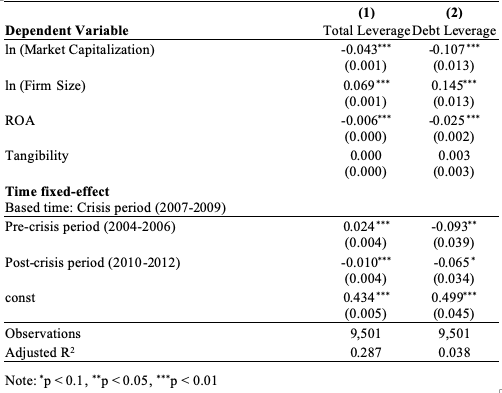 (1) (2)
Dependent Variable Total Leverage Debt Leverage
ln (Market Capitalization) -0.043*** -0.107***
(0.001) (0.013)
ln (Firm Size) 0.069*** 0.145***
(0.001) (0.013)
ROA -0.006*** -0.025***
(0.000) (0.002)
Tangibility 0.000 0.003
(0.000) (0.003)
Time fixed-effect
Based time: Crisis period (2007-2009)
Pre-crisis period (2004-2006) 0.024*** -0.093**
(0.004) (0.039)
Post-crisis period (2010-2012) -0.010*** -0.065*
(0.004) (0.034)
const 0.434*** 0.499***
(0.005) (0.045)
Observations 9,501 9,501
Adjusted R² 0.287 0.038
Note: *p < 0.1, **p < 0.05, ***p < 0.01